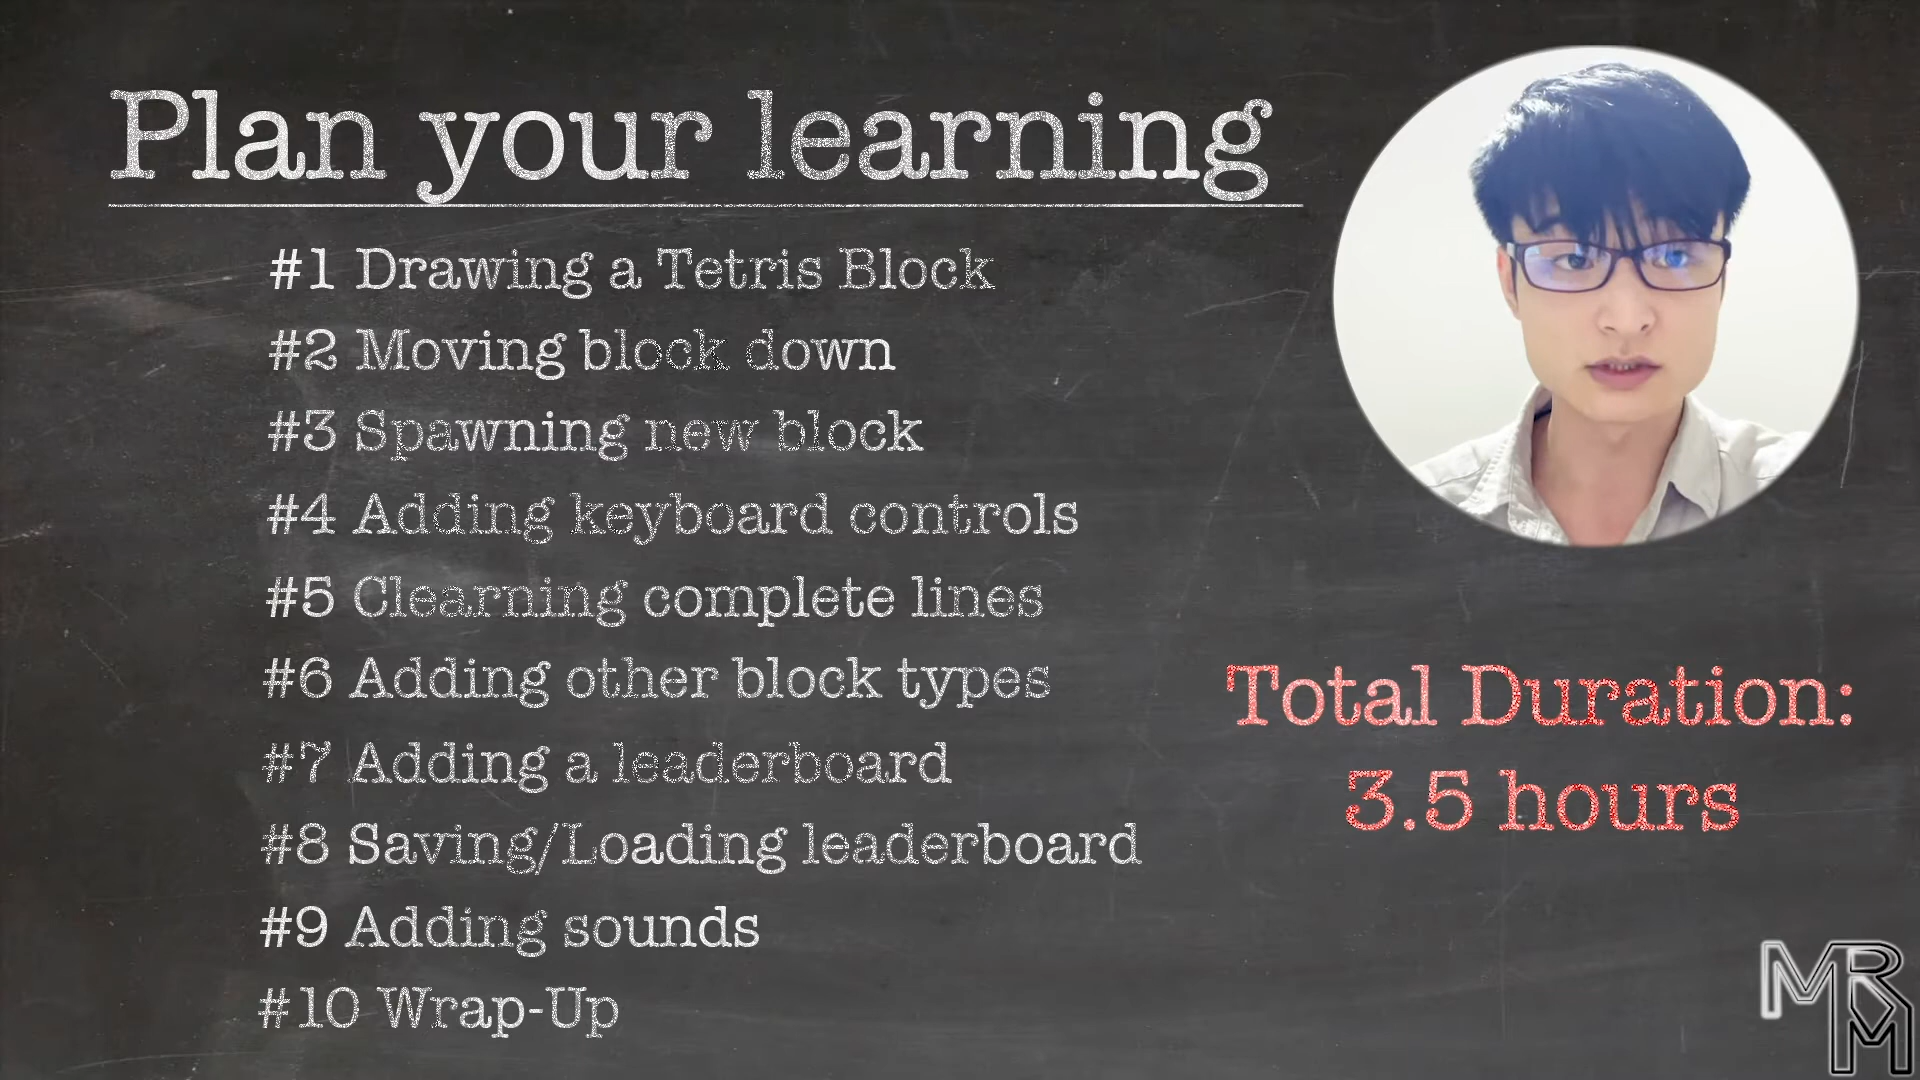 Plan your learning
#1 Drawing a Tetris Block
#2 Moving block down
#3 Spawning new block
#4 Adding keyboard controls
#5 Clearning complete lines
#6 Adding other block types
#7 Adding a leaderboard
#8 Saving/Loading leaderboard
#9 Adding sounds
#10 Wrap-Up
Total Duration:
3.5 hours
MRM